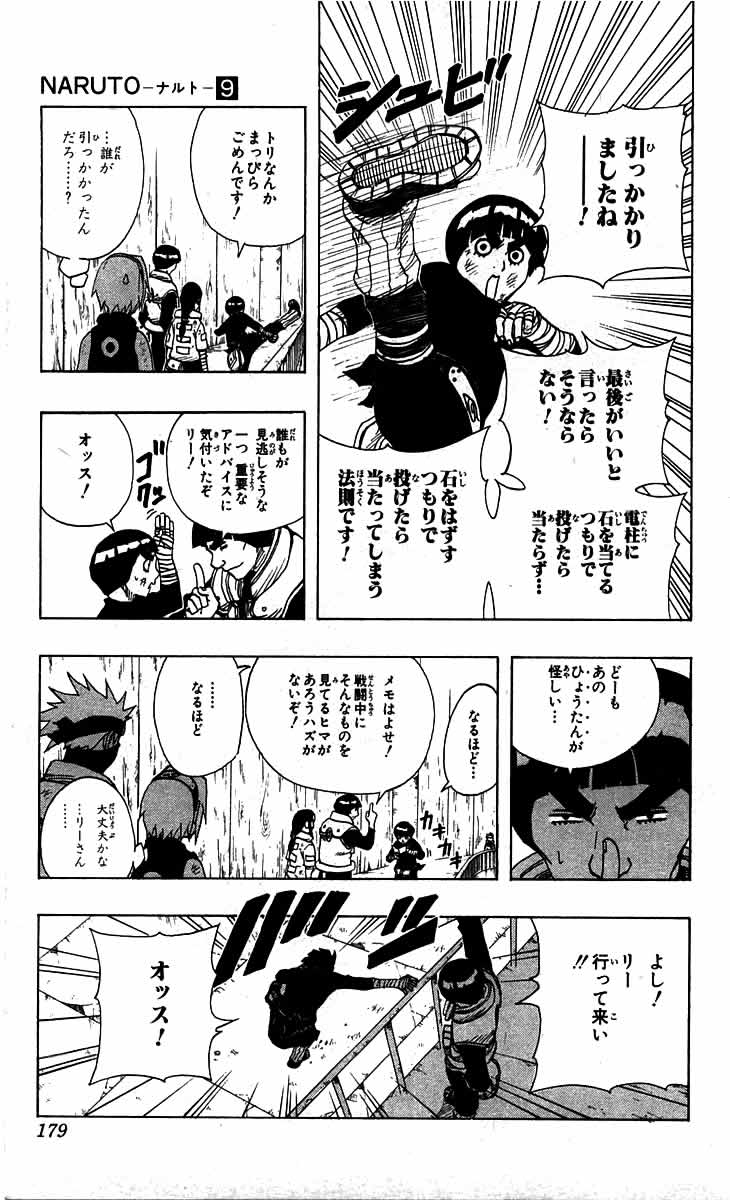 NARUTO—ナルト—9
シュビ
引っかかり
ましたね
——!
最後がいいと
言ったら
そうなら
ない!
電柱に
石を当てる
つもりで
投げたら
当たらず…
石をはずす
つもりで
投げたら
当たってしまう
法則です!
トリなんか
まっぴら
ごめんです!
…誰が
引っかかったん
だろ……?
誰もが
見逃しそうな
一つ重要な
アドバイスに
気付いたぞ
リー!
ゴクッ
オッス!
どーも
あの
ひょうたんが
怪しい…
なるほど…
メモはよせ!
戦闘中に
そんなものを
見てるヒマが
あろうハズが
ないぞ!
カキカキ
……
なるほど
大丈夫かな
……リーさん
……
よし!
リー
行って来い
!!
オッス!
179